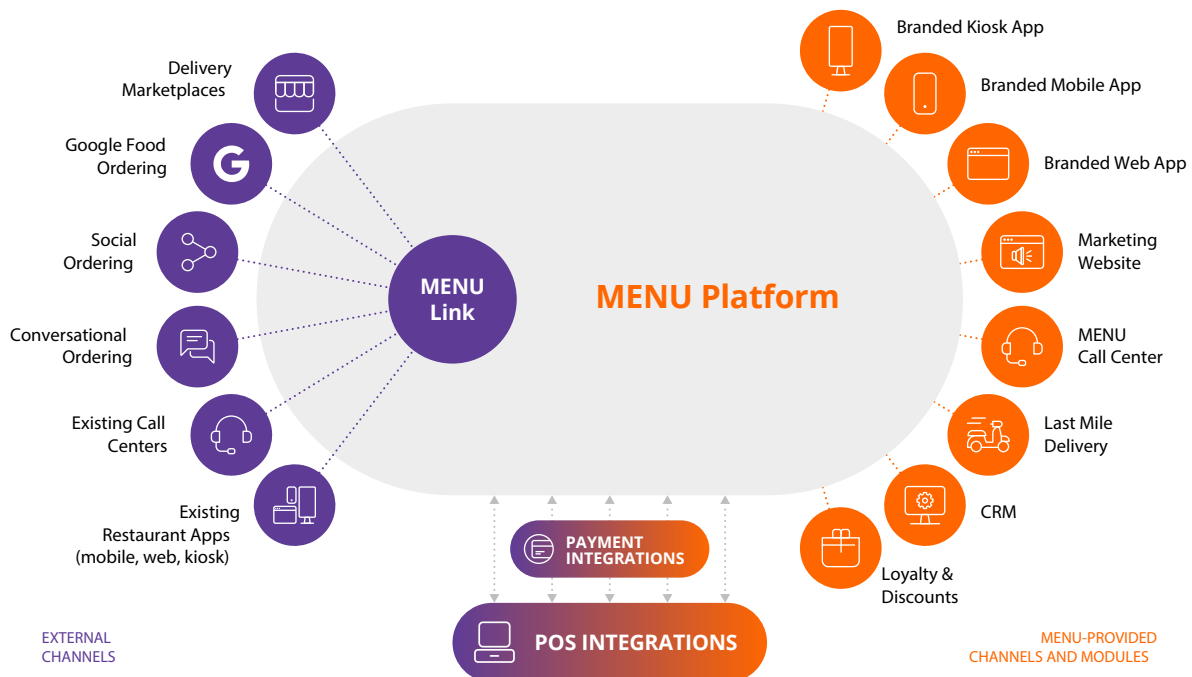 Delivery
Marketplaces
Google Food
Ordering
G
Social
Ordering
Conversational
Ordering
Existing Call
Centers
Existing
Restaurant Apps
(mobile, web, kiosk)
MENU
Link
MENU Platform
Branded Kiosk App
Branded Mobile App
Branded Web App
Marketing
Website
MENU
Call Center
Last Mile
Delivery
CRM
Loyalty &
Discounts
PAYMENT
INTEGRATIONS
POS INTEGRATIONS
EXTERNAL
CHANNELS
MENU-PROVIDED
CHANNELS AND MODULES